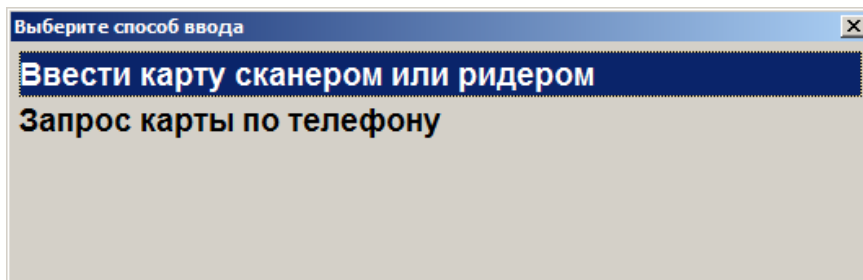 Выберите способ ввода
Ввести карту сканером или ридером
Запрос карты по телефону